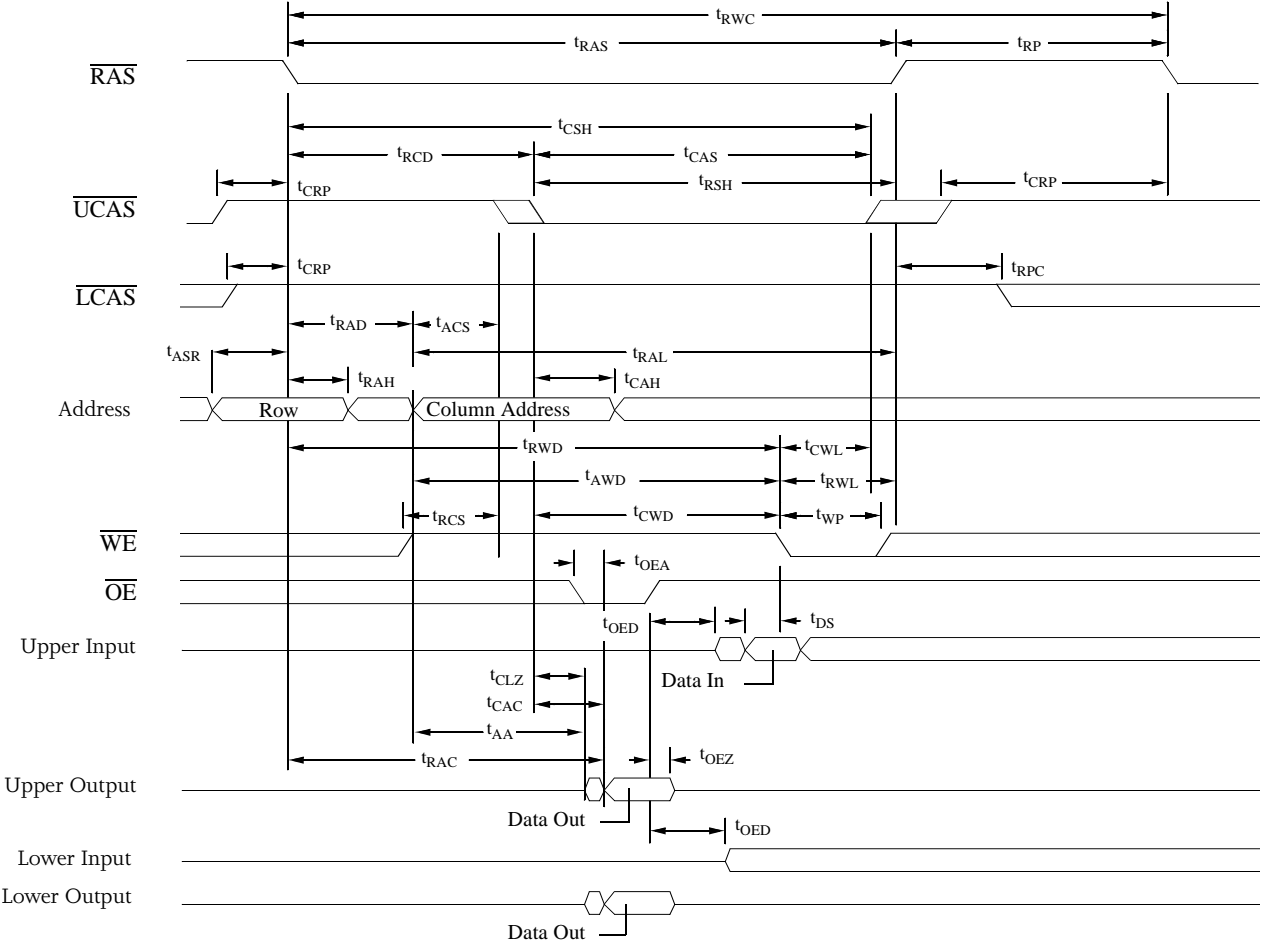 tRWC
tRAS tRP
RAS
tCSH
tRCD tCAS
tCRP tRSH tCRP
UCAS
tCRP tRPC
LCAS
tRAD tACS
tASR tRAL
tRAH tCAH
Address Row Column Address
tRWD tCWL
tAWD tRWL
tRCS tCWD tWP
WE
tOEA
OE
tOED tDS
Upper Input
tCLZ Data In
tCAC
tAA
tRAC tOEZ
Upper Output
Data Out
tOED
Lower Input
Lower Output
Data Out